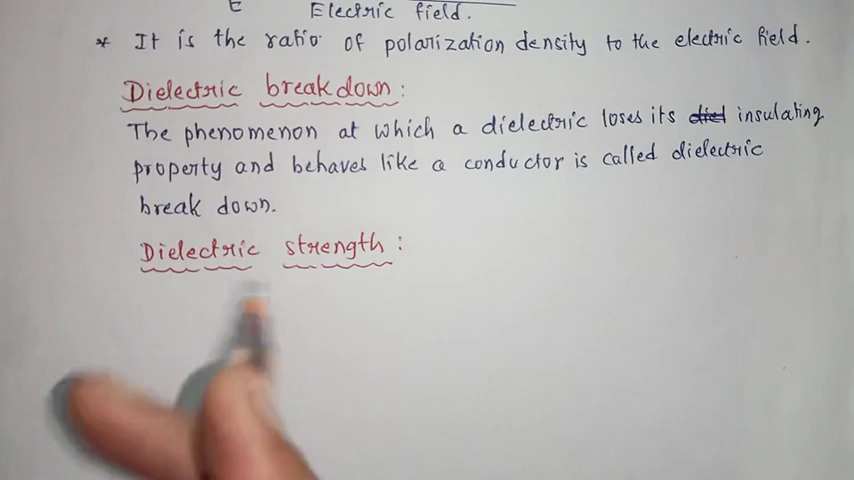 E Electric field.
* It is the ratio of polarization density to the electric field.
Dielectric breakdown:
The phenomenon at which a dielectric loses its diel insulating
property and behaves like a conductor is called dielectric
break down.
Dielectric strength: